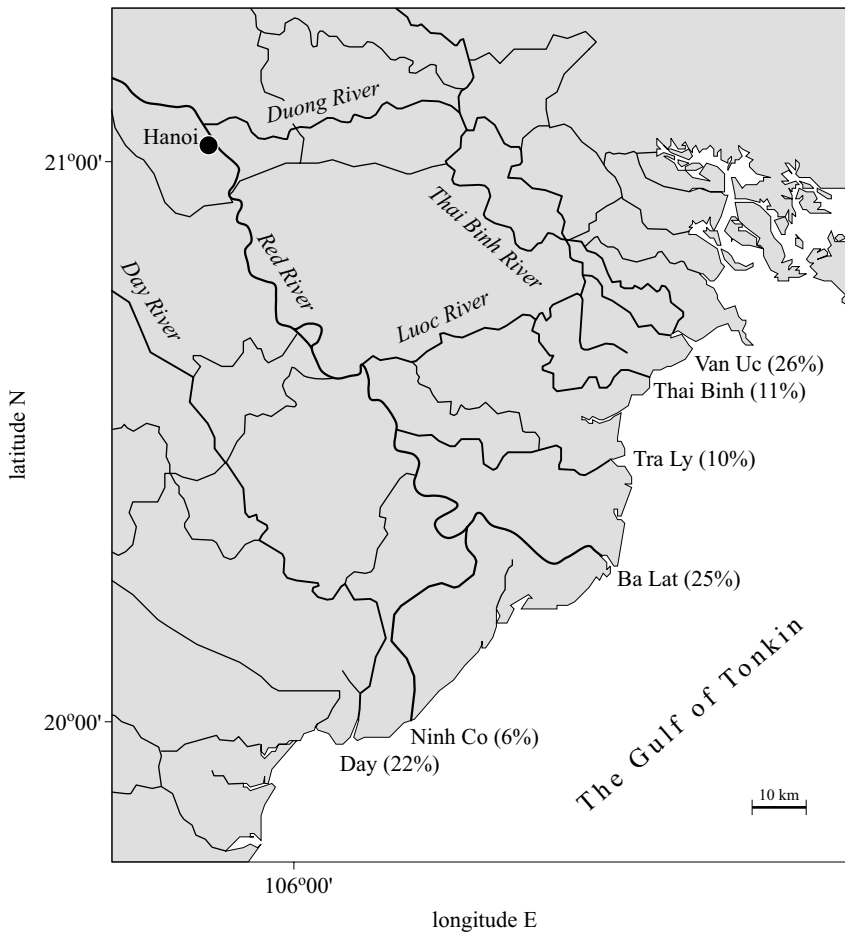 Duong River
Hanoi
21°00'
Thai Binh River
Red River
Day River
Luoc River
Van Uc (26%)
Thai Binh (11%)
Tra Ly (10%)
latitude N
Ba Lat (25%)
The Gulf of Tonkin
20°00'
Ninh Co (6%)
Day (22%)
10 km
106°00'
longitude E